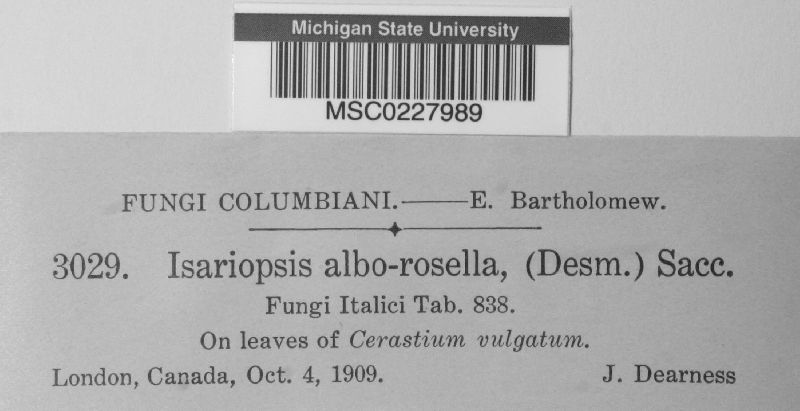 Michigan State University
MSC0227989
FUNGI COLUMBIANI.——E. Bartholomew.
3029. Isariopsis albo-rosella, (Desm.) Sacc.
Fungi Italici Tab. 838.
On leaves of Cerastium vulgatum.
London, Canada, Oct. 4, 1909. J. Dearness